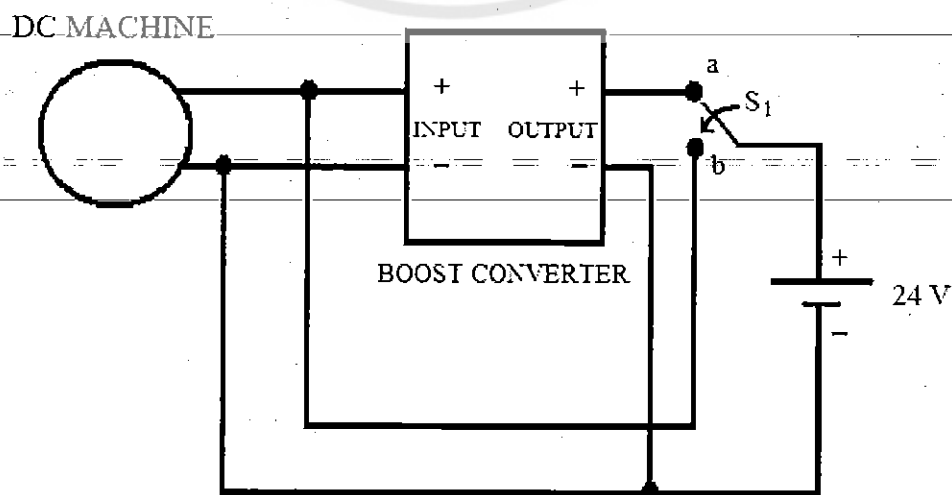 DC MACHINE
a
+ +
S1
INPUT OUTPUT
- -
b
BOOST CONVERTER
+
24 V
-